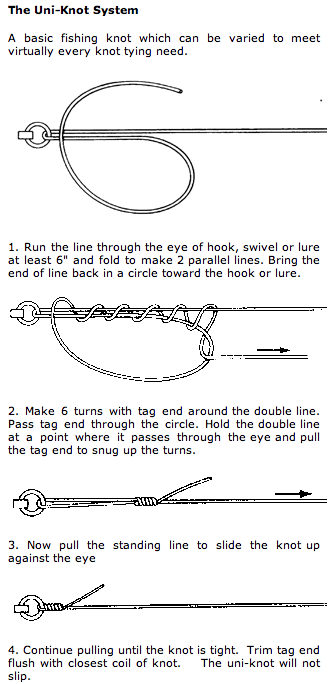 The Uni-Knot System
A basic fishing knot which can be varied to meet
virtually every knot tying need.
1. Run the line through the eye of hook, swivel or lure
at least 6" and fold to make 2 parallel lines. Bring the
end of line back in a circle toward the hook or lure.
2. Make 6 turns with tag end around the double line.
Pass tag end through the circle. Hold the double line
at a point where it passes through the eye and pull
the tag end to snug up the turns.
3. Now pull the standing line to slide the knot up
against the eye
4. Continue pulling until the knot is tight. Trim tag end
flush with closest coil of knot. The uni-knot will not
slip.